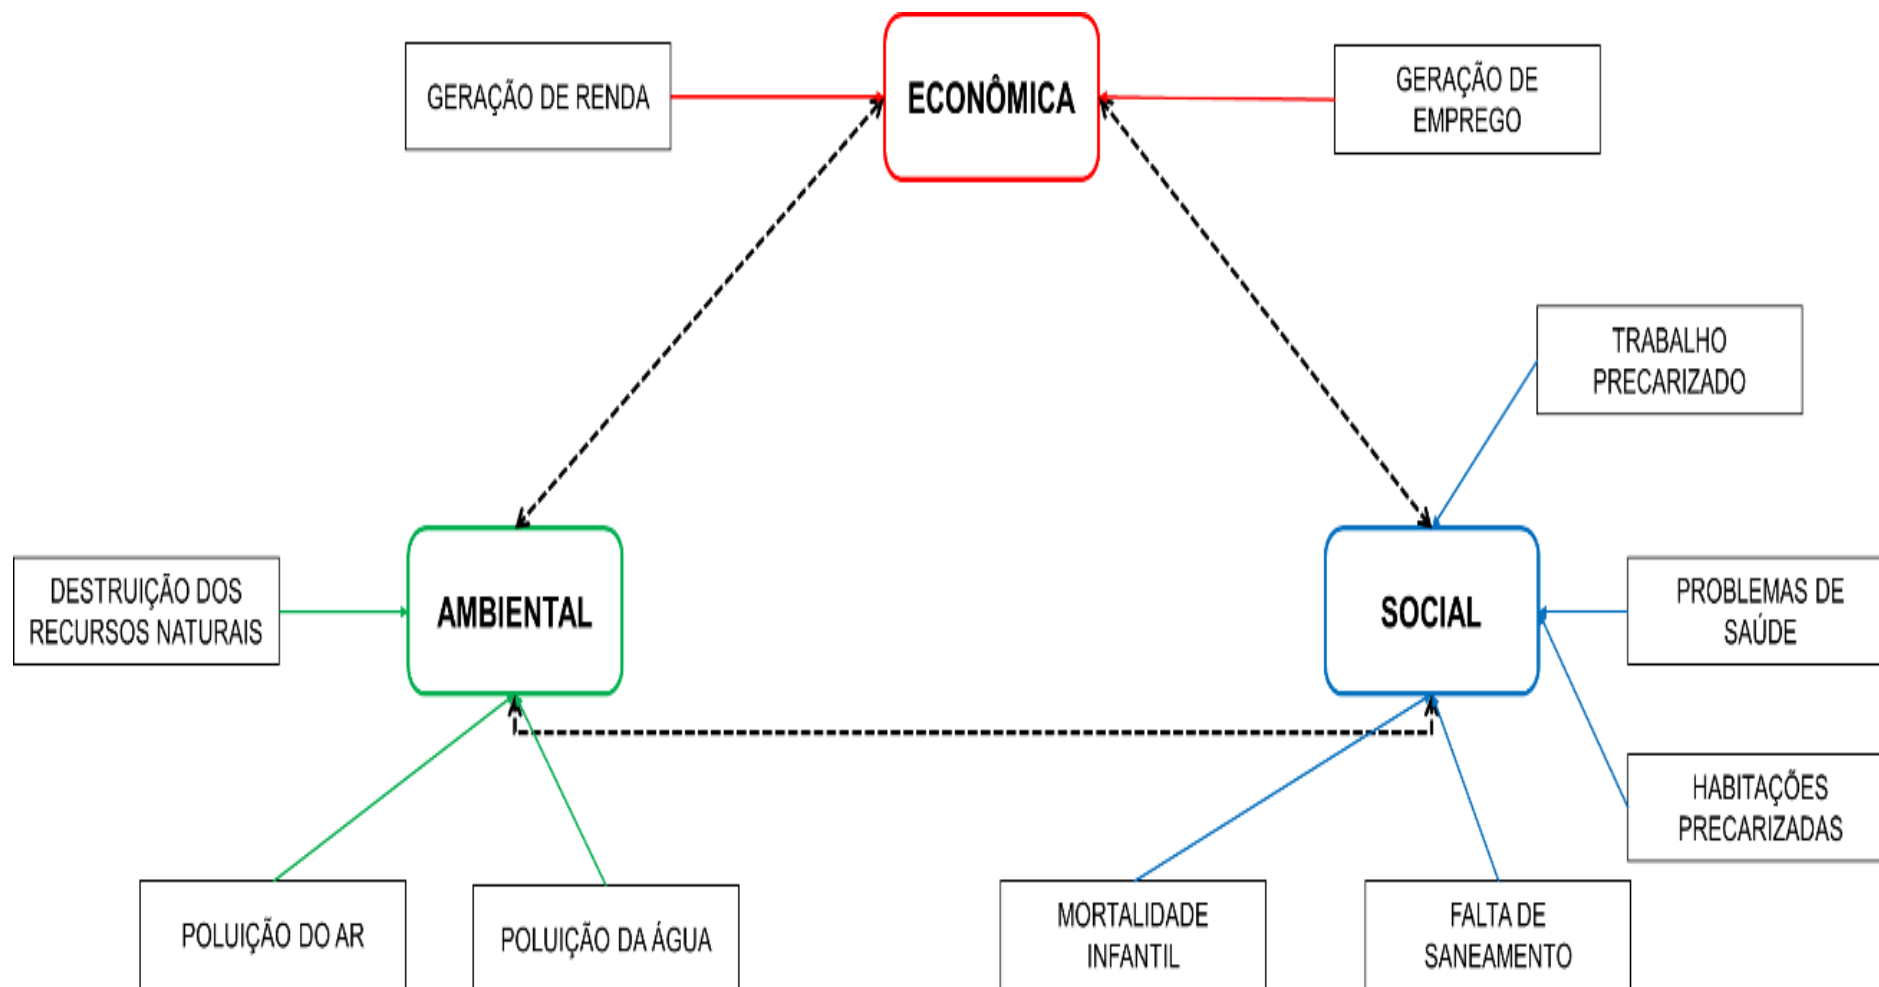 GERAÇÃO DE RENDA
ECONÔMICA
GERAÇÃO DE
EMPREGO
TRABALHO
PRECARIZADO
DESTRUIÇÃO DOS
RECURSOS NATURAIS
AMBIENTAL
SOCIAL
PROBLEMAS DE
SAÚDE
HABITAÇÕES
PRECARIZADAS
POLUIÇÃO DO AR
POLUIÇÃO DA ÁGUA
MORTALIDADE
INFANTIL
FALTA DE
SANEAMENTO